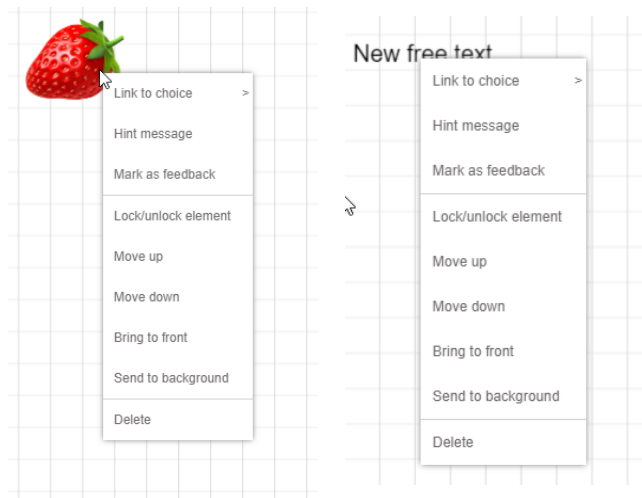 Link to choice >
Hint message
Mark as feedback
Lock/unlock element
Move up
Move down
Bring to front
Send to background
Delete
New free text
Link to choice >
Hint message
Mark as feedback
Lock/unlock element
Move up
Move down
Bring to front
Send to background
Delete